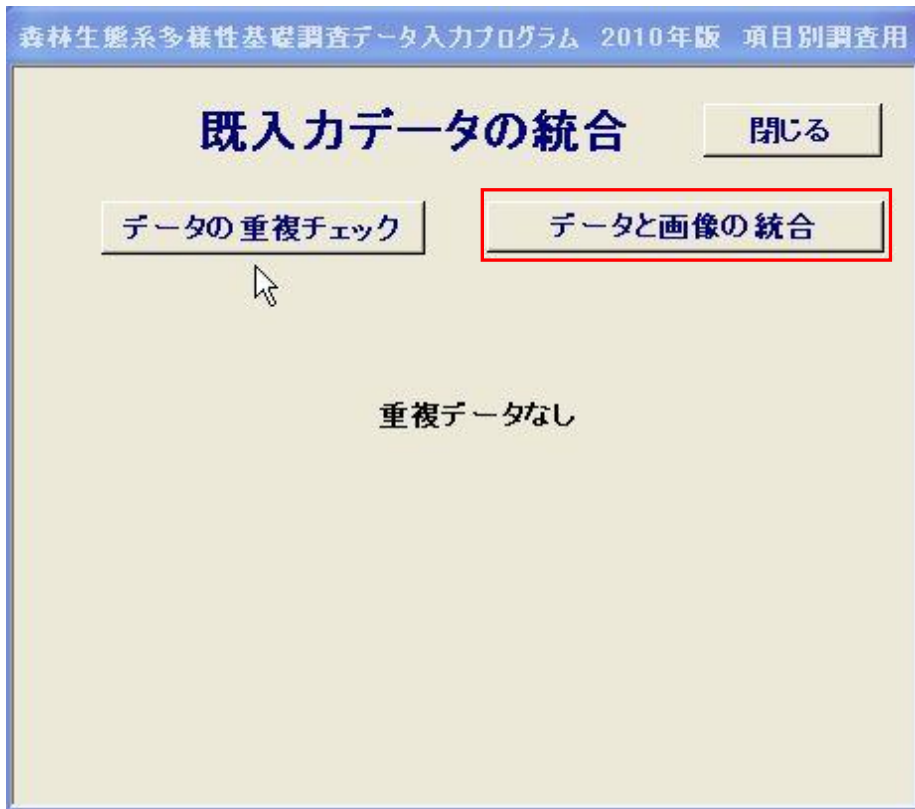 森林生態系多様性基礎調査データ入力プログラム 2010年版 項目別調査用
既入力データの統合
閉じる
データの重複チェック
データと画像の統合
重複データなし